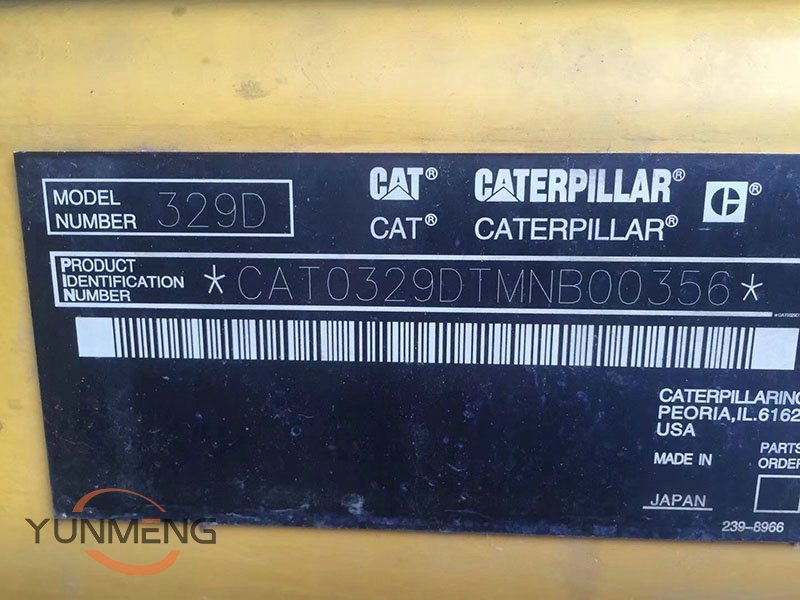 MODEL NUMBER 329D
CAT® CATERPILLAR® ®
CAT® CATERPILLAR®
PRODUCT IDENTIFICATION NUMBER *CAT0329DTMNB00356*
CATERPILLAR INC
PEORIA, IL. 6162
USA
MADE IN
PARTS
ORDER
JAPAN
239-8966
YUNMENG